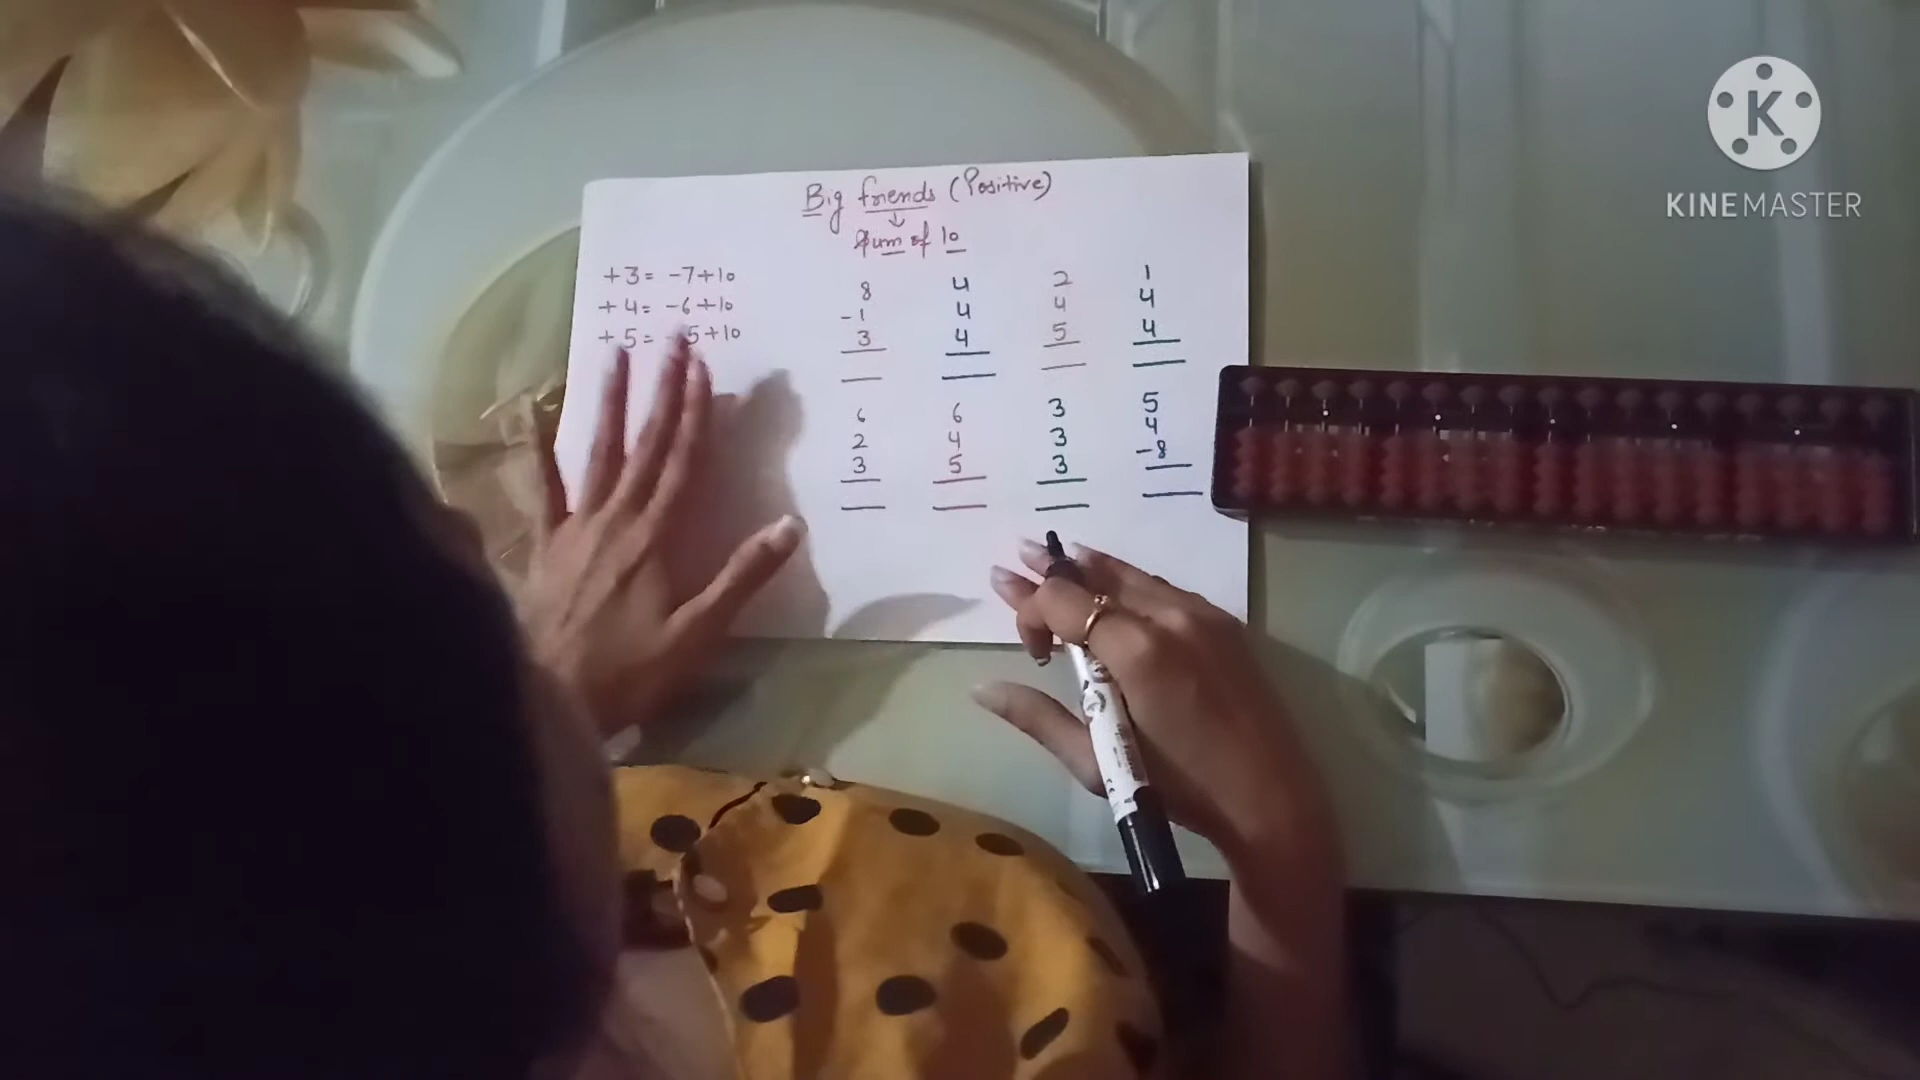 Big friends (Positive)
Sum of 10
+3= -7+10
+4= -6+10
+5= -5+10
8 4 2 1
-1 4 4 4
3 4 5 4
6 6 3 5
2 4 3 4
3 5 3 -8
K
KINEMASTER